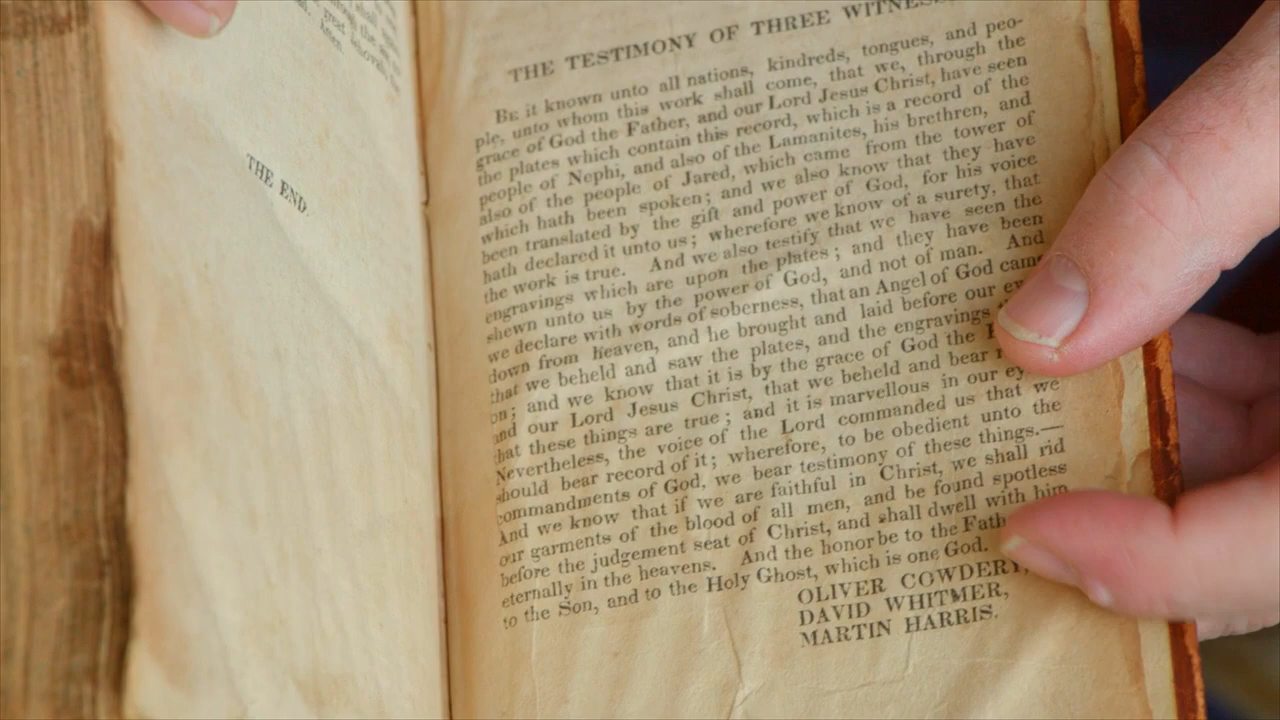 shall
great Jehovah,
Amen.
THE END.
THE TESTIMONY OF THREE
BE it known unto all nations, kindreds, tongues, and peo-
ple, unto whom this work shall come, that we, through the
grace of God the Father, and our Lord Jesus Christ, have seen
the plates which contain this record, which is a record of the
people of Nephi, and also of the Lamanites, his brethren, and
also of the people of Jared, which came from the tower of
which hath been spoken; and we also know that they have
been translated by the gift and power of God, for his voice
hath declared it unto us; wherefore we know of a surety, that
the work is true. And we also testify that we have seen the
engravings which are upon the plates; and they have been
shewn unto us by the power of God, and not of man. And
we declare with words of soberness, that an Angel of God came
down from heaven, and he brought and laid before our
that we beheld and saw the plates, and the engravings
on; and we know that it is by the grace of God the
and our Lord Jesus Christ, that we beheld and bear
that these things are true; and it is marvellous in our
Nevertheless, the voice of the Lord commanded us that we
should bear record of it; wherefore, to be obedient unto the
commandments of God, we bear testimony of these things.—
And we know that if we are faithful in Christ, we shall rid
our garments of the blood of all men, and be found spotless
before the judgement seat of Christ, and shall dwell with him
eternally in the heavens. And the honor be to the
to the Son, and to the Holy Ghost, which is one God.
OLIVER COWDERY,
DAVID WHITMER,
MARTIN HARRIS.